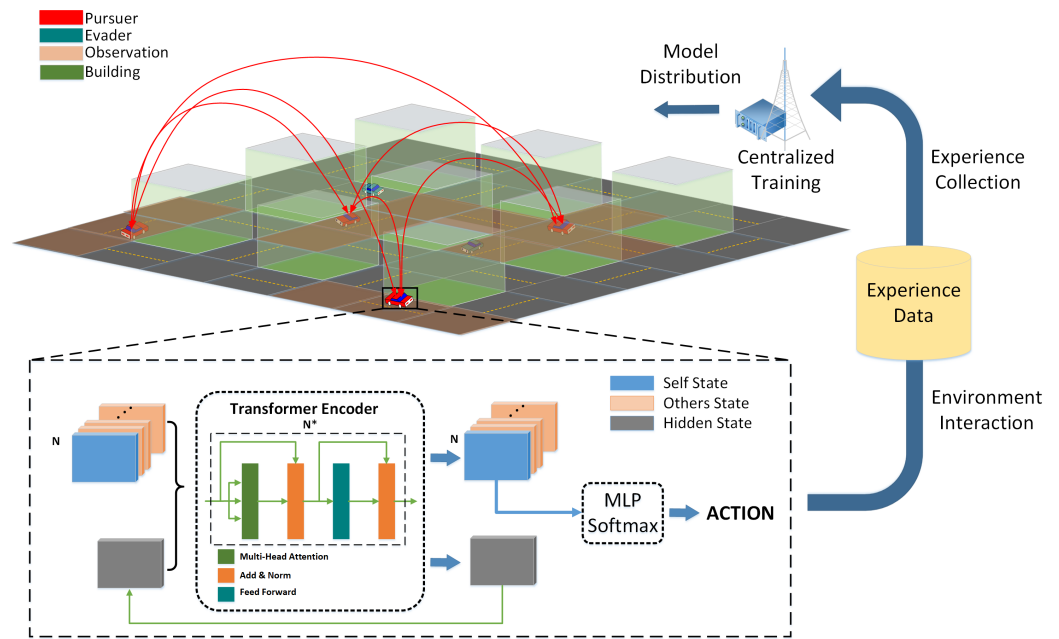 Pursuer
Evader
Observation
Building
Model
Distribution
Centralized
Training
Experience
Collection
Experience
Data
Environment
Interaction
Self State
Others State
Hidden State
Transformer Encoder
N*
N
N
Multi-Head Attention
Add & Norm
Feed Forward
MLP
Softmax
ACTION